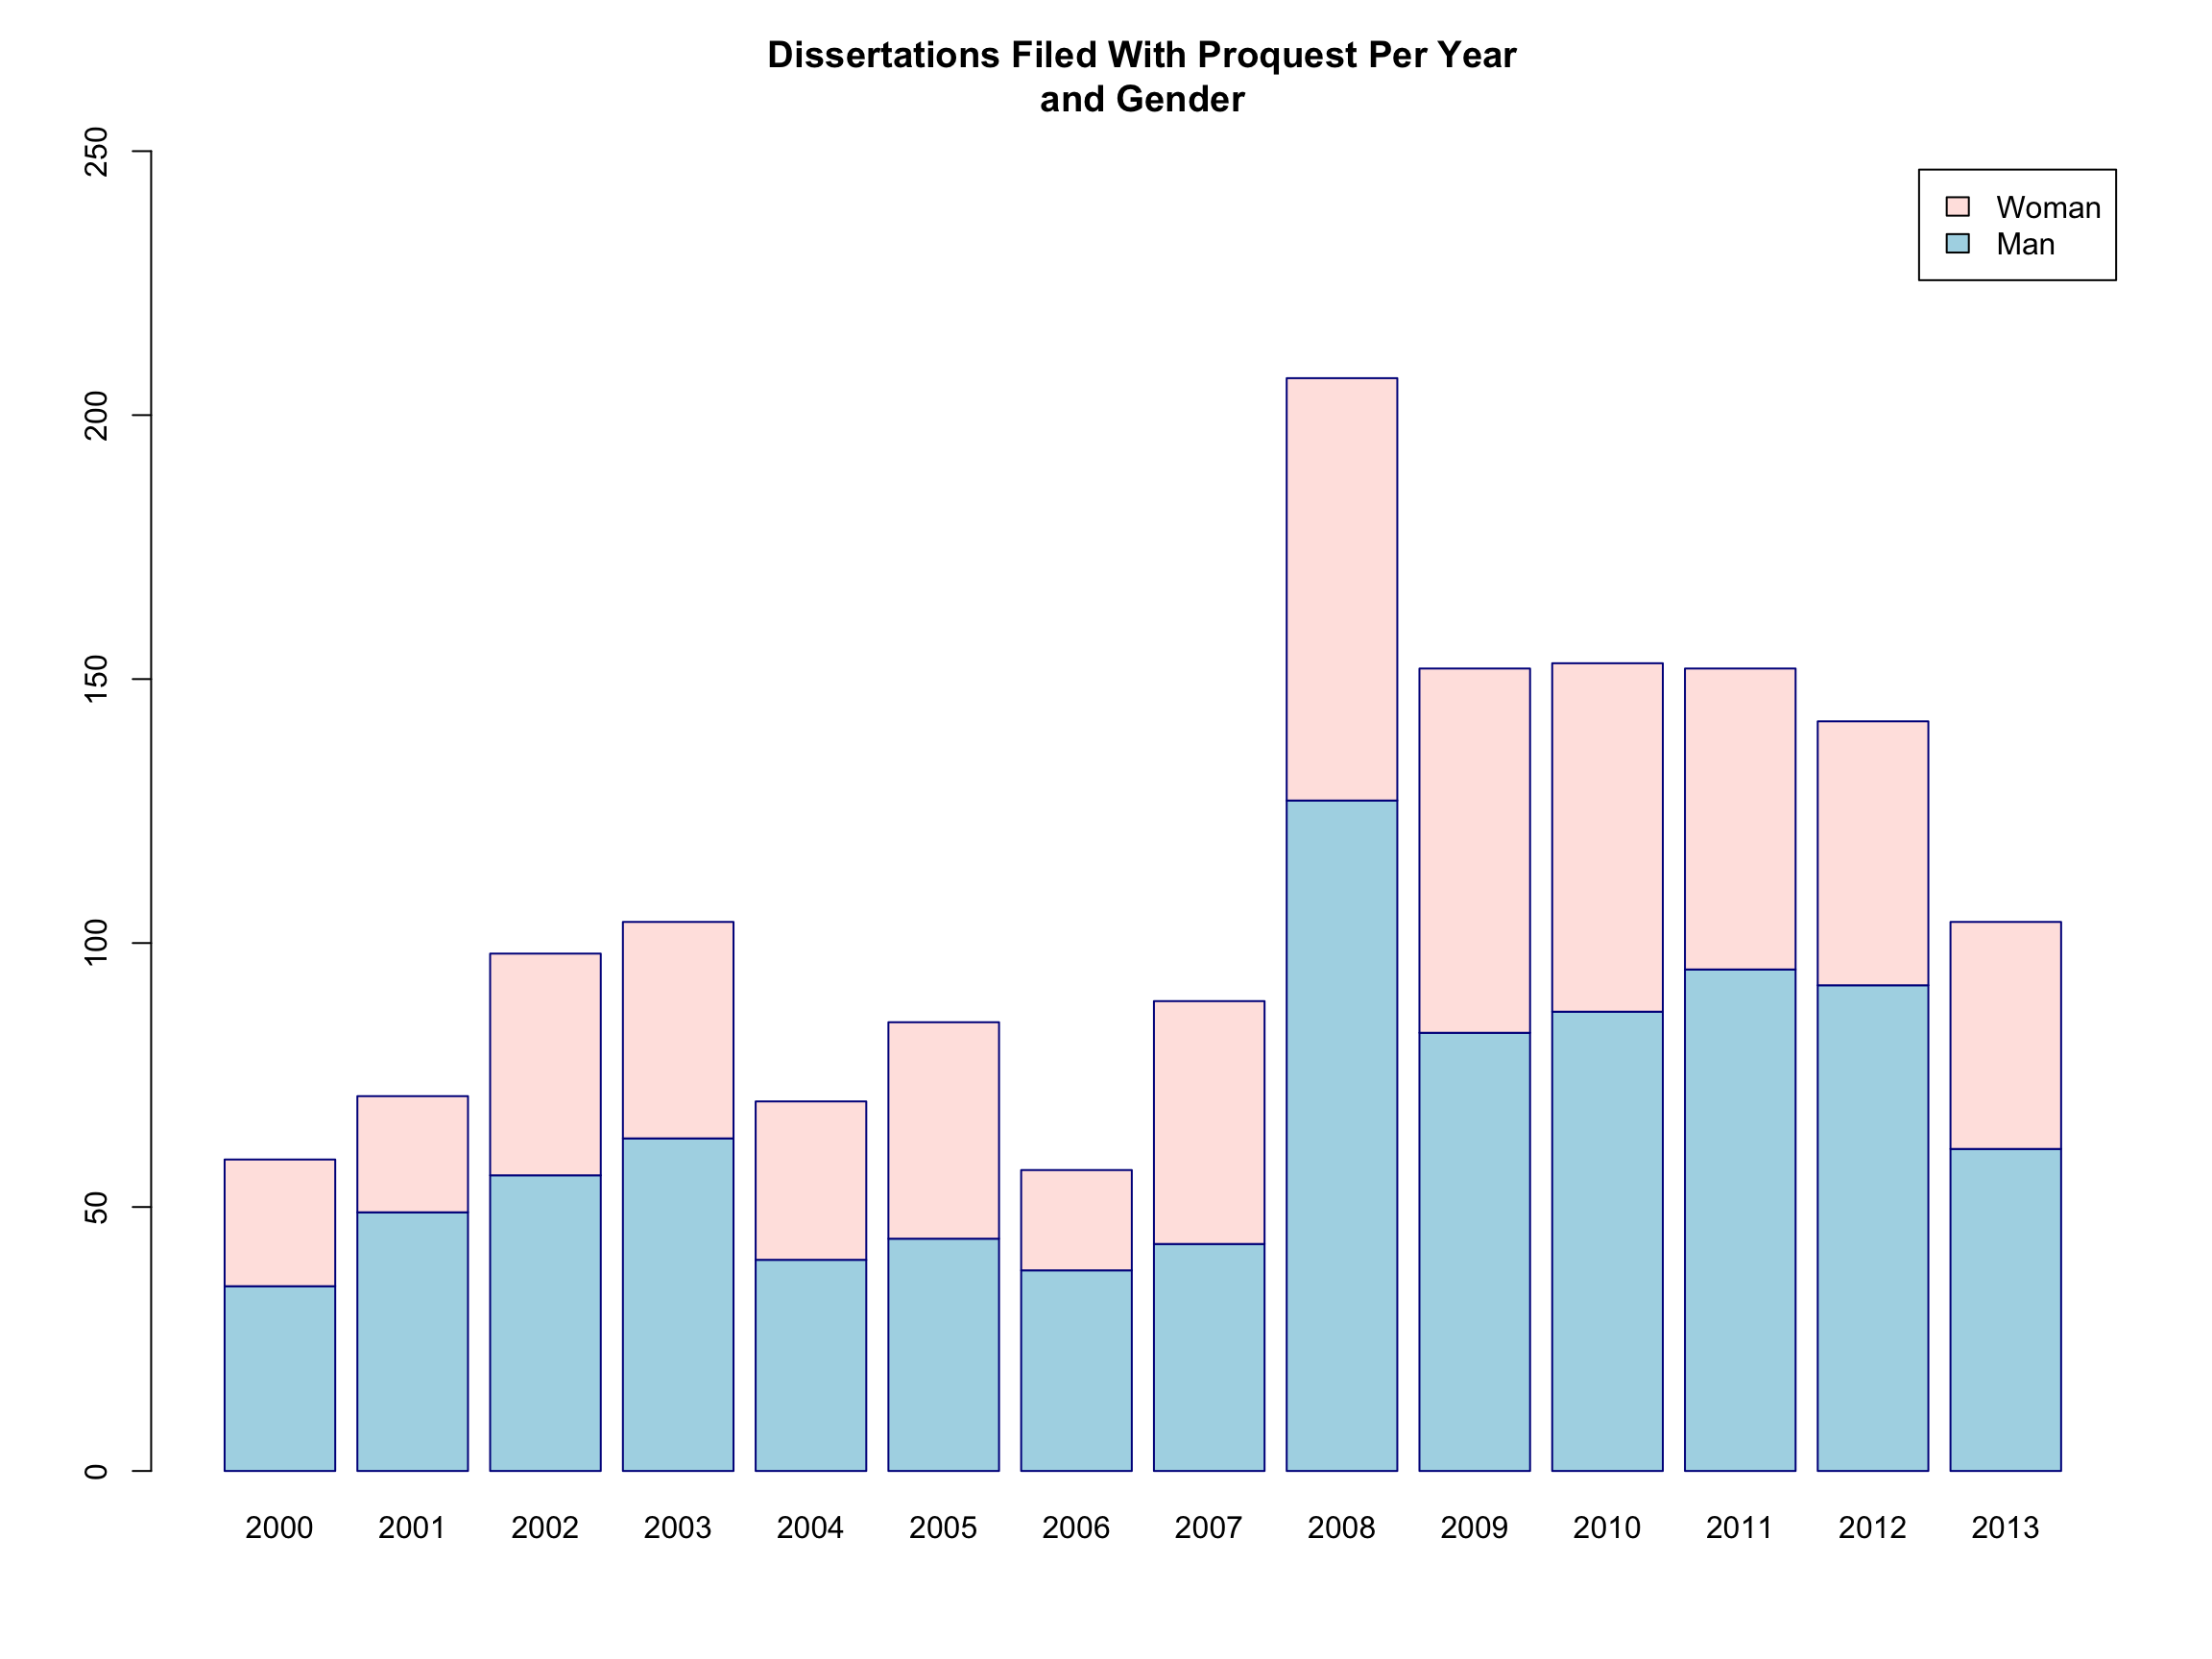 Dissertations Filed With Proquest Per Year
and Gender
250
200
150
100
50
0
Woman
Man
2000 2001 2002 2003 2004 2005 2006 2007 2008 2009 2010 2011 2012 2013